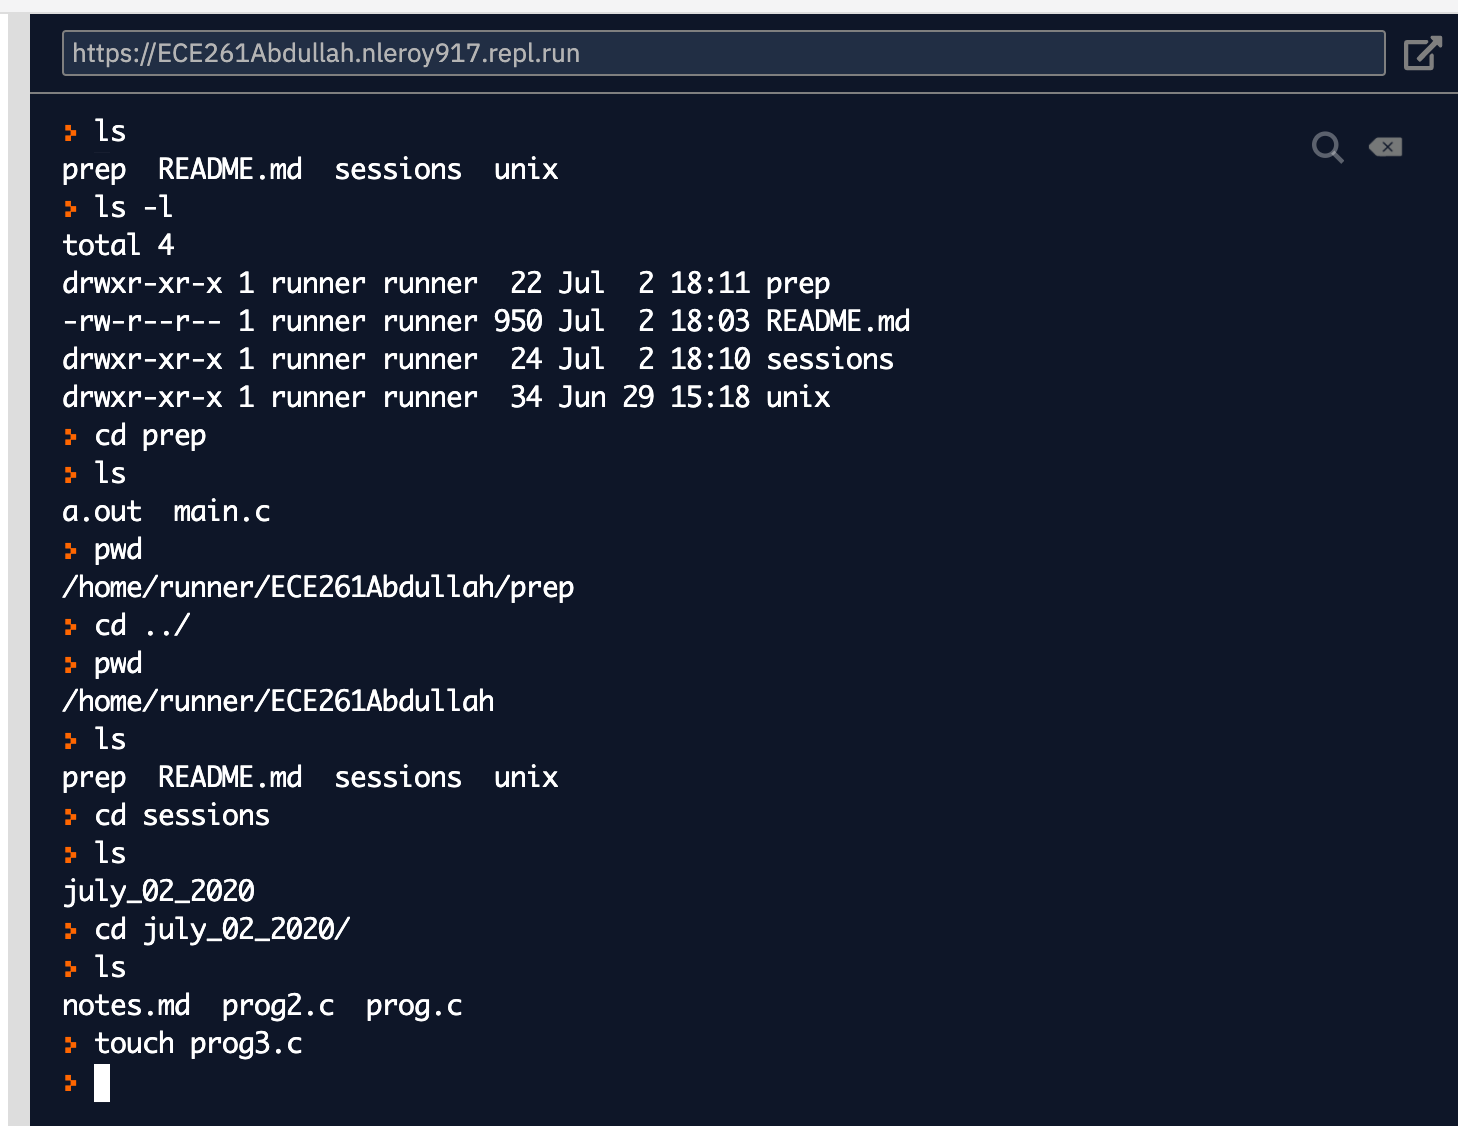 https://ECE261Abdullah.nleroy917.repl.run
ls
prep  README.md  sessions  unix
ls -l
total 4
drwxr-xr-x 1 runner runner  22 Jul  2 18:11 prep
-rw-r--r-- 1 runner runner 950 Jul  2 18:03 README.md
drwxr-xr-x 1 runner runner  24 Jul  2 18:10 sessions
drwxr-xr-x 1 runner runner  34 Jun 29 15:18 unix
cd prep
ls
a.out  main.c
pwd
/home/runner/ECE261Abdullah/prep
cd ../
pwd
/home/runner/ECE261Abdullah
ls
prep  README.md  sessions  unix
cd sessions
ls
july_02_2020
cd july_02_2020/
ls
notes.md  prog2.c  prog.c
touch prog3.c